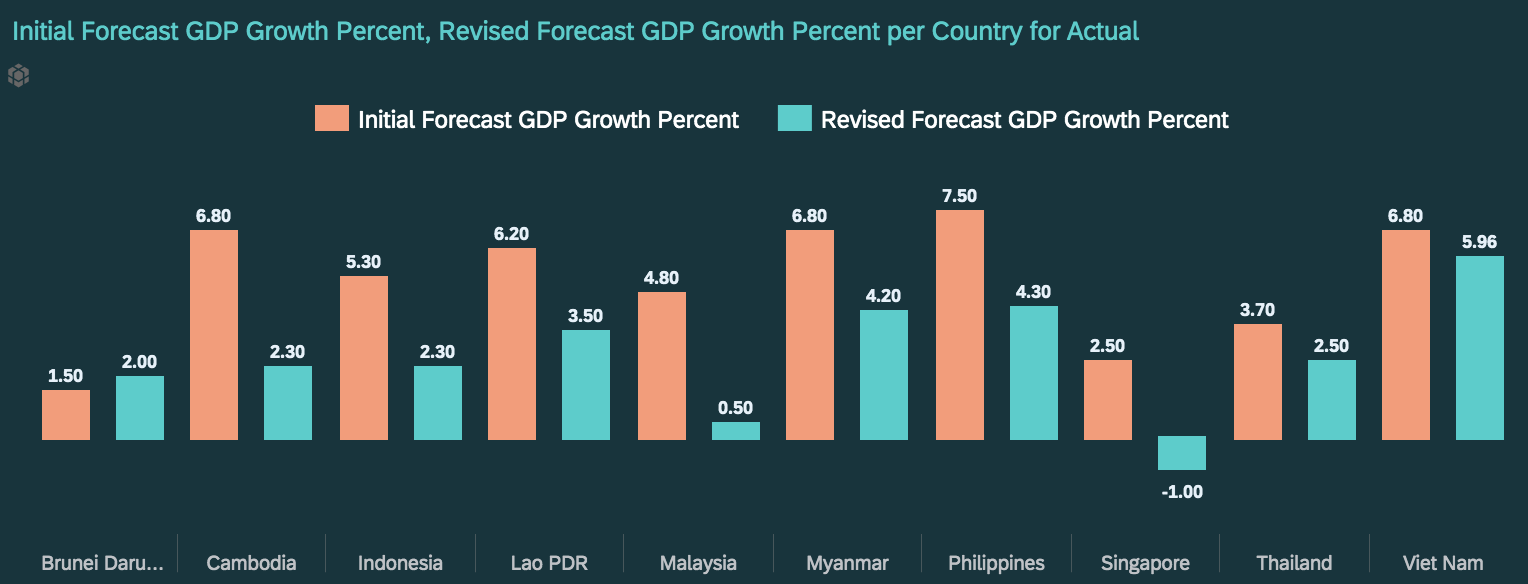 Initial Forecast GDP Growth Percent, Revised Forecast GDP Growth Percent per Country for Actual
Initial Forecast GDP Growth Percent Revised Forecast GDP Growth Percent
1.50 2.00 6.80 2.30 5.30 2.30 6.20 3.50 4.80 0.50 6.80 4.20 7.50 4.30 2.50 -1.00 3.70 2.50 6.80 5.96
Brunei Daru... Cambodia Indonesia Lao PDR Malaysia Myanmar Philippines Singapore Thailand Viet Nam